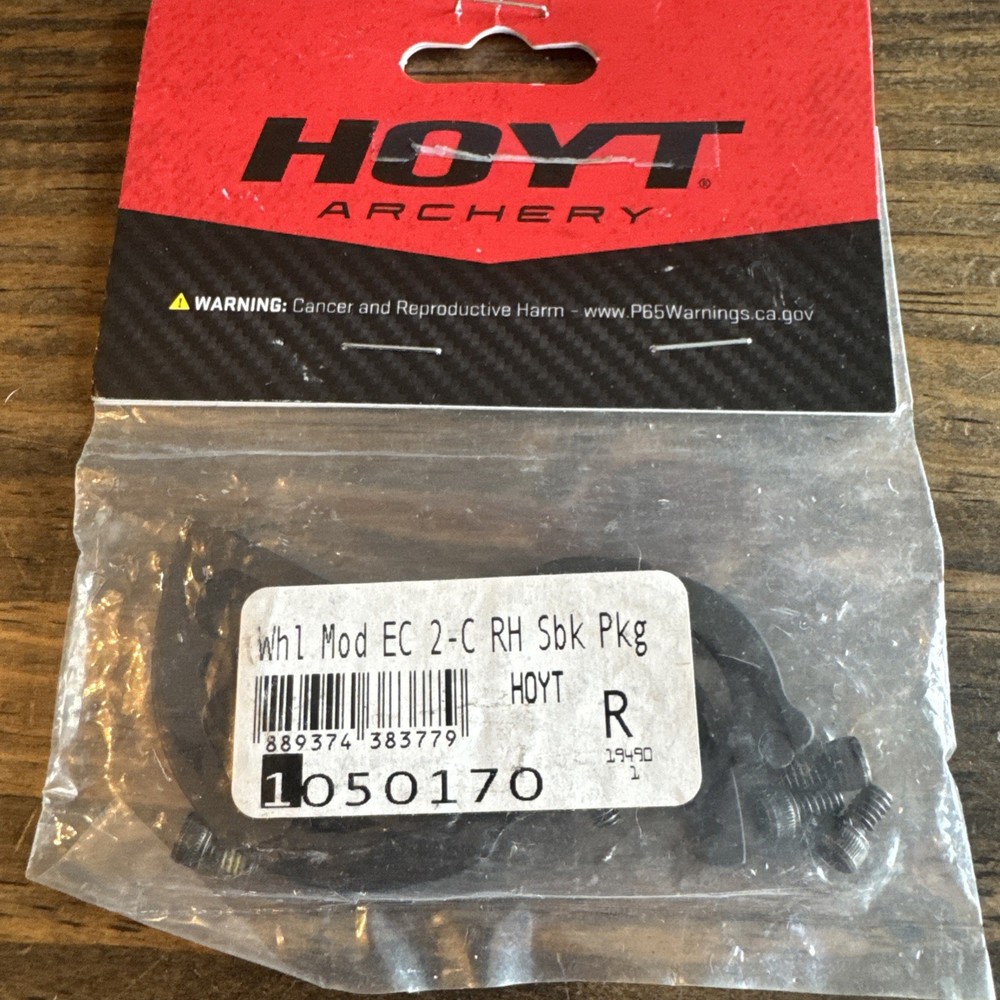 HOYT®
ARCHERY
WARNING: Cancer and Reproductive Harm - www.P65Warnings.ca.gov
Whl Mod EC 2-C RH Sbk Pkg
HOYT
R
889374 383779
19490
1
1050170